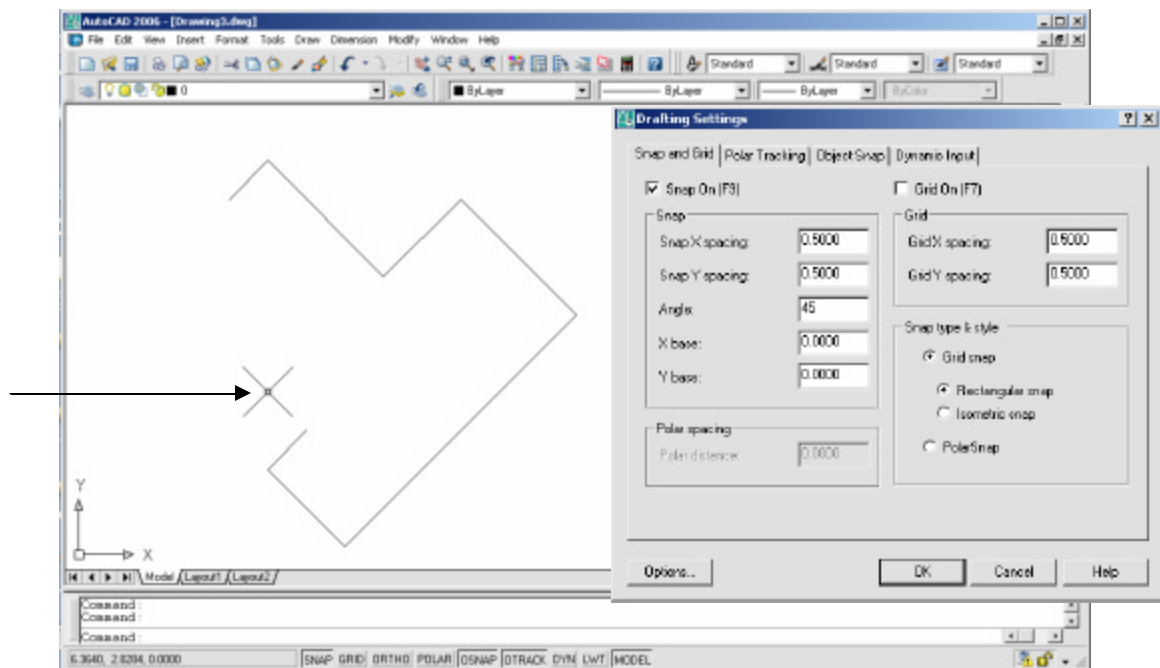 AutoCAD 2006 - [Drawing3.dwg]
File Edit View Insert Format Tools Draw Dimension Modify Window Help
Standard Standard Standard
0 ByLayer ByLayer ByLayer ByColor
Drafting Settings
Snap and Grid Polar Tracking Object Snap Dynamic Input
Snap On (F9) Grid On (F7)
Snap Grid
Snap X spacing: 0.5000 Grid X spacing: 0.5000
Snap Y spacing: 0.5000 Grid Y spacing: 0.5000
Angle: 45
Snap type & style
X base: 0.0000
Grid snap
Y base: 0.0000
Rectangular snap
Isometric snap
Polar spacing
PolarSnap
Polar distance: 0.0000
Options... OK Cancel Help
Y
X
Model Layout1 Layout2
Command:
Command:
Command:
6.3640, 2.8284, 0.0000 SNAP GRID ORTHO POLAR OSNAP OTRACK DYN LWT MODEL